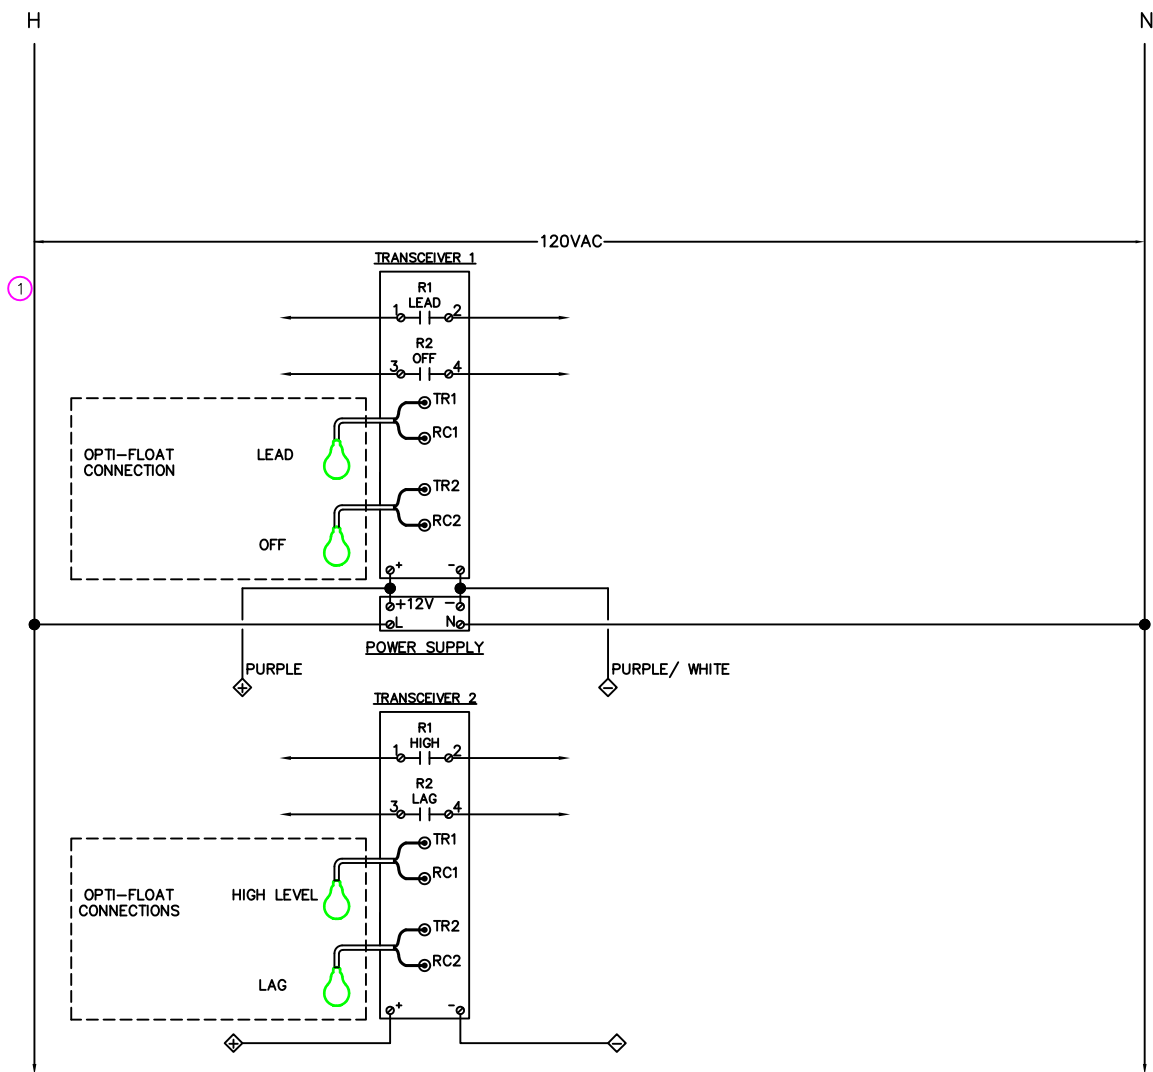 H
N
120VAC
TRANSCEIVER 1
1
R1
LEAD
1
2
R2
OFF
3
4
TR1
RC1
OPTI-FLOAT
CONNECTION
LEAD
TR2
RC2
OFF
+
-
+12V
-
L
N
POWER SUPPLY
PURPLE
PURPLE/ WHITE
+
-
TRANSCEIVER 2
R1
HIGH
1
2
R2
LAG
3
4
TR1
RC1
OPTI-FLOAT
CONNECTIONS
HIGH LEVEL
TR2
RC2
LAG
+
-
+
-